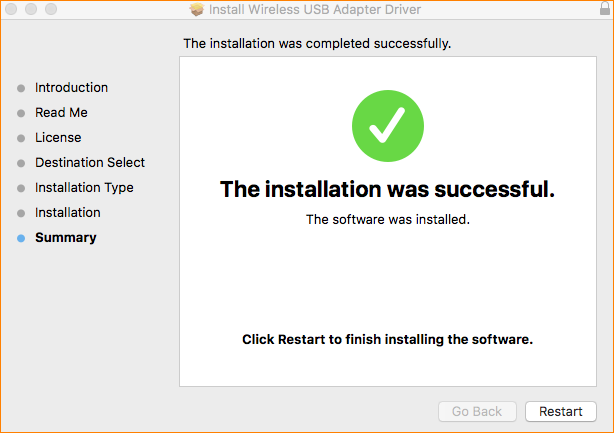 Install Wireless USB Adapter Driver
The installation was completed successfully.
Introduction
Read Me
License
Destination Select
Installation Type
Installation
Summary
The installation was successful.
The software was installed.
Click Restart to finish installing the software.
Go Back
Restart